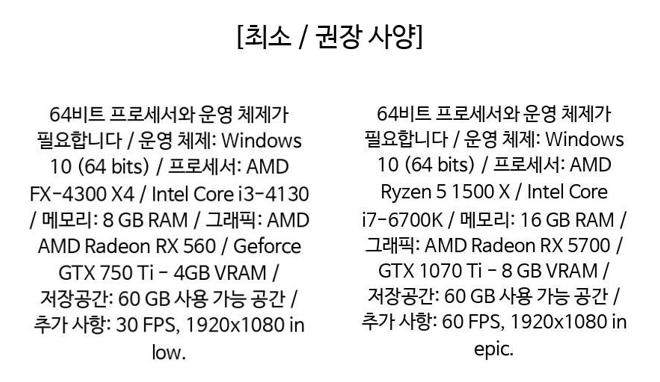 [최소 / 권장 사양]
64비트 프로세서와 운영 체제가
필요합니다 / 운영 체제: Windows
10 (64 bits) / 프로세서: AMD
FX-4300 X4 / Intel Core i3-4130
/ 메모리: 8 GB RAM / 그래픽: AMD
AMD Radeon RX 560 / Geforce
GTX 750 Ti - 4GB VRAM /
저장공간: 60 GB 사용 가능 공간 /
추가 사항: 30 FPS, 1920x1080 in
low.
64비트 프로세서와 운영 체제가
필요합니다 / 운영 체제: Windows
10 (64 bits) / 프로세서: AMD
Ryzen 5 1500 X / Intel Core
i7-6700K / 메모리: 16 GB RAM /
그래픽: AMD Radeon RX 5700 /
GTX 1070 Ti - 8 GB VRAM /
저장공간: 60 GB 사용 가능 공간 /
추가 사항: 60 FPS, 1920x1080 in
epic.